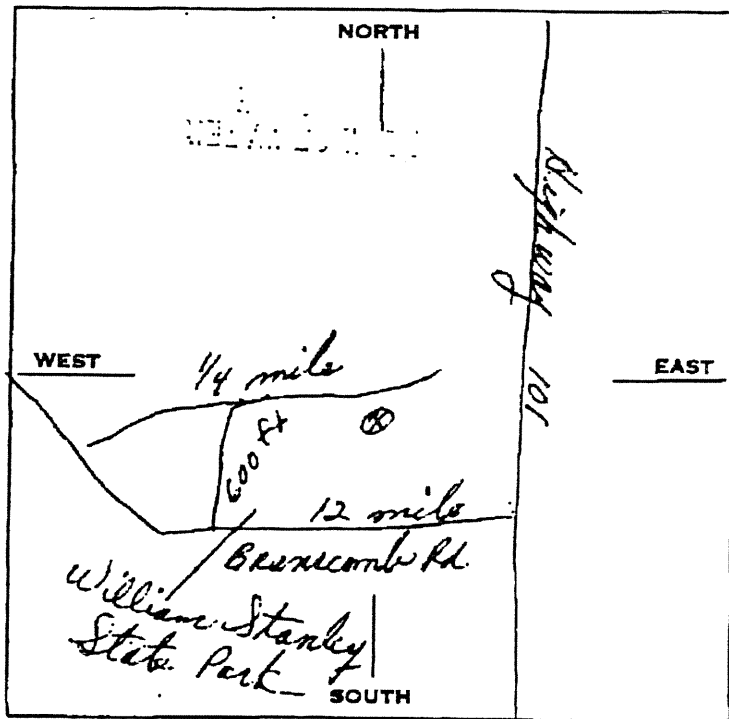 NORTH
Highway 101
WEST
1/4 mile
EAST
600 ft
12 mile
Branscomb Rd.
William Stanley
State Park
SOUTH